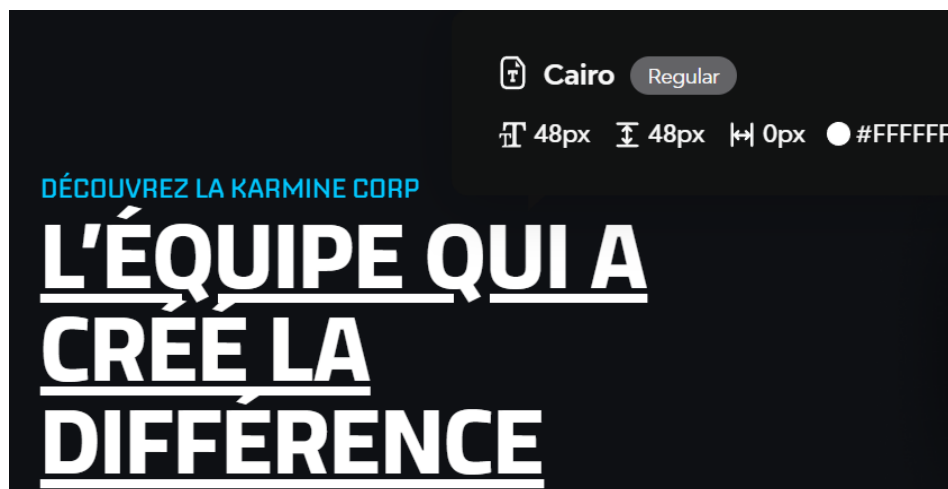 Cairo Regular
48px 48px 0px #FFFFFF
DÉCOUVREZ LA KARMINE CORP
L’ÉQUIPE QUI A
CRÉÉ LA
DIFFÉRENCE